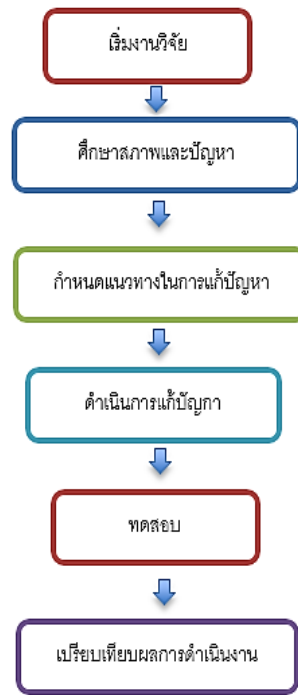 เริ่มงานวิจัย
ศึกษาสภาพและปัญหา
กำหนดแนวทางในการแก้ปัญหา
ดำเนินการแก้ปัญกา
ทดสอบ
เปรียบเทียบผลการดำเนินงาน